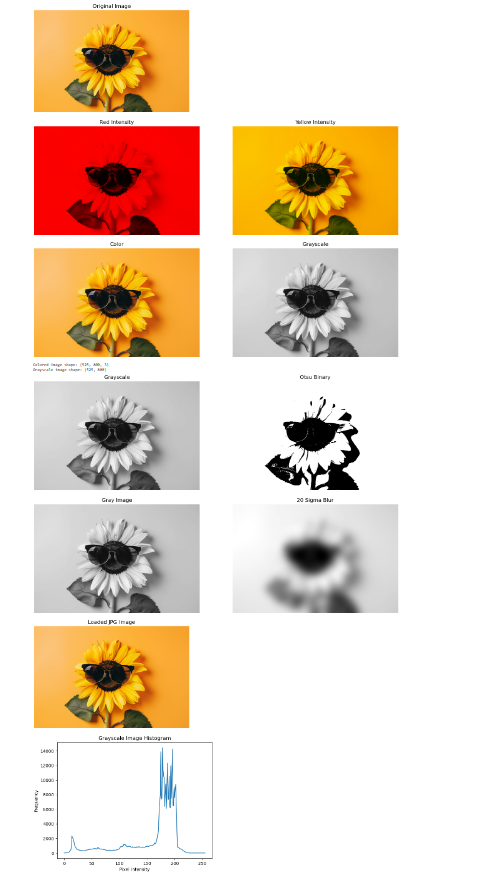 Original Image
Red Intensity
Yellow Intensity
Color
Grayscale
Colored image shape: (525, 800, 3)
Grayscale image shape: (525, 800)
Grayscale
Otsu Binary
Gray Image
20 Sigma Blur
Loaded JPG Image
Grayscale Image Histogram
14000
12000
10000
8000
6000
4000
2000
0
Frequency
0 50 100 150 200 250
Pixel Intensity